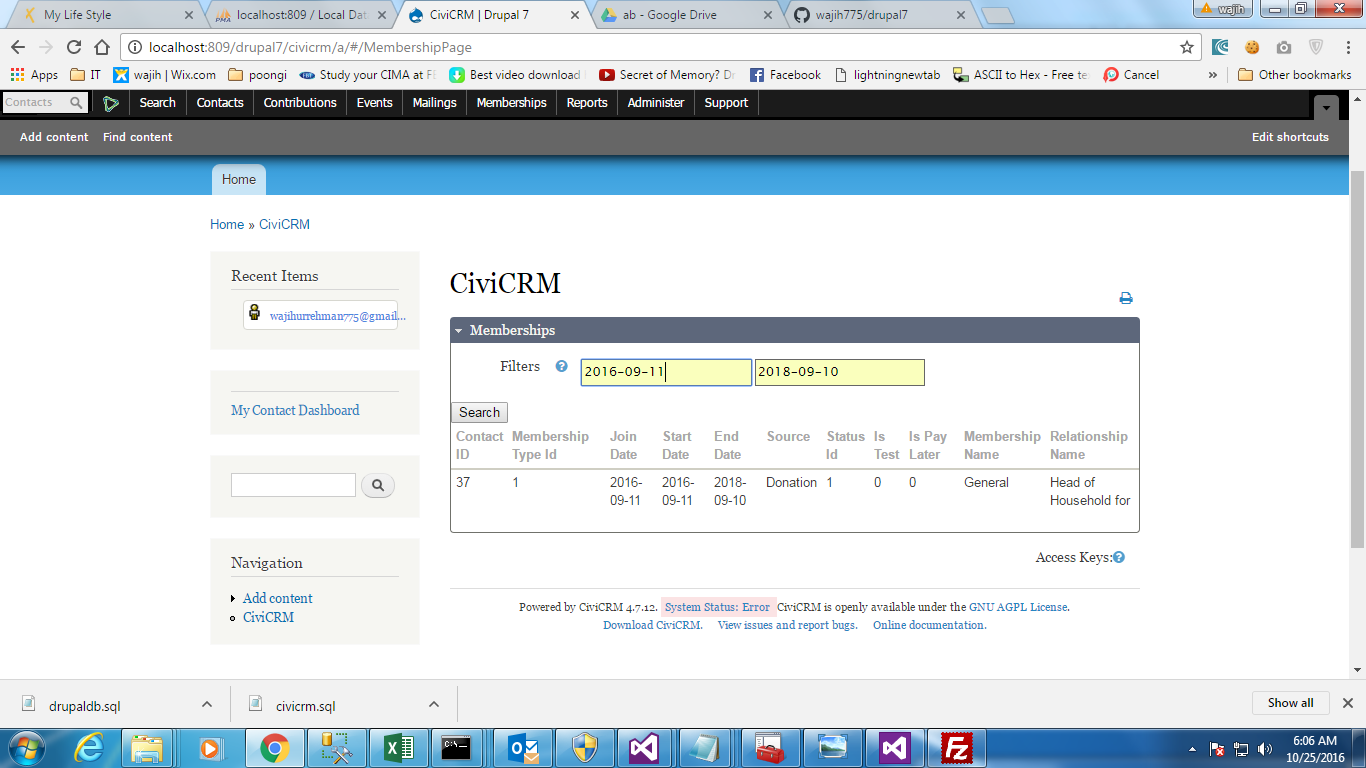 My Life Style
localhost:809 / Local Dat
CiviCRM | Drupal 7
ab - Google Drive
wajih775/drupal7
wajih
localhost:809/drupal7/civicrm/a/#/MembershipPage
Apps
IT
wajih | Wix.com
poongi
Study your CIMA at F
Best video download
Secret of Memory? Dr
Facebook
lightningnewtab
ASCII to Hex - Free te
Cancel
»
Other bookmarks
Contacts
Search
Contacts
Contributions
Events
Mailings
Memberships
Reports
Administer
Support
Add content
Find content
Edit shortcuts
Home
Home » CiviCRM
Recent Items
wajihurrehman775@gmail...
My Contact Dashboard
Navigation
Add content
CiviCRM
CiviCRM
Memberships
Filters
?
2016-09-11
2018-09-10
Search
Contact ID
Membership Type Id
Join Date
Start Date
End Date
Source
Status Id
Is Test
Is Pay Later
Membership Name
Relationship Name
37
1
2016-09-11
2016-09-11
2018-09-10
Donation
1
0
0
General
Head of Household for
Access Keys:?
Powered by CiviCRM 4.7.12. System Status: Error CiviCRM is openly available under the GNU AGPL License.
Download CiviCRM. View issues and report bugs. Online documentation.
drupaldb.sql
civicrm.sql
Show all
6:06 AM
10/25/2016